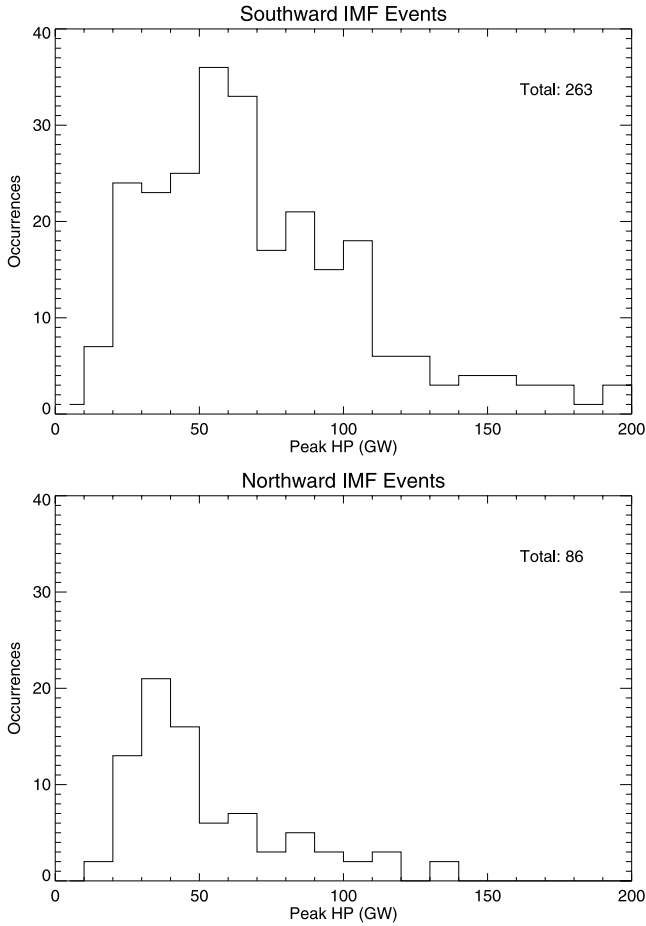 Southward IMF Events
Total: 263
Occurrences
40
30
20
10
0
0 50 100 150 200
Peak HP (GW)
Northward IMF Events
Total: 86
Occurrences
40
30
20
10
0
0 50 100 150 200
Peak HP (GW)